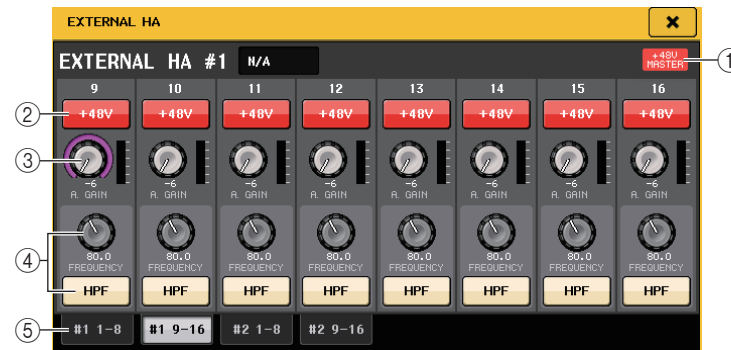 EXTERNAL HA
EXTERNAL HA #1 N/A +48V MASTER ①
9 10 11 12 13 14 15 16
② +48V +48V +48V +48V +48V +48V +48V +48V
③
-6 -6 -6 -6 -6 -6 -6 -6
A. GAIN A. GAIN A. GAIN A. GAIN A. GAIN A. GAIN A. GAIN A. GAIN
④
80.0 80.0 80.0 80.0 80.0 80.0 80.0 80.0
FREQUENCY FREQUENCY FREQUENCY FREQUENCY FREQUENCY FREQUENCY FREQUENCY FREQUENCY
HPF HPF HPF HPF HPF HPF HPF HPF
⑤ #1 1-8 #1 9-16 #2 1-8 #2 9-16